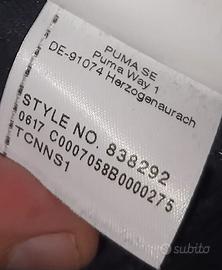 PUMA SE
Puma Way 1
DE-91074 Herzogenaurach
STYLE NO. 838292
0617 C0007058B0000275
TCNNS1
subito